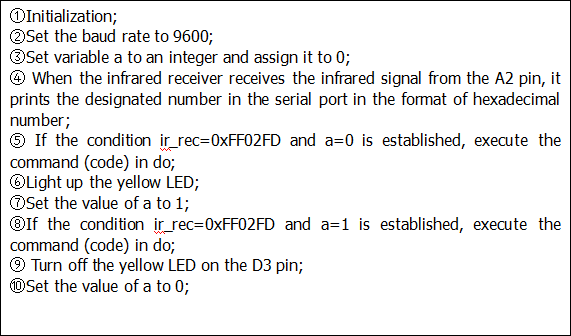 ①Initialization;
②Set the baud rate to 9600;
③Set variable a to an integer and assign it to 0;
④ When the infrared receiver receives the infrared signal from the A2 pin, it
prints the designated number in the serial port in the format of hexadecimal
number;
⑤ If the condition ir_rec=0xFF02FD and a=0 is established, execute the
command (code) in do;
⑥Light up the yellow LED;
⑦Set the value of a to 1;
⑧If the condition ir_rec=0xFF02FD and a=1 is established, execute the
command (code) in do;
⑨ Turn off the yellow LED on the D3 pin;
⑩Set the value of a to 0;